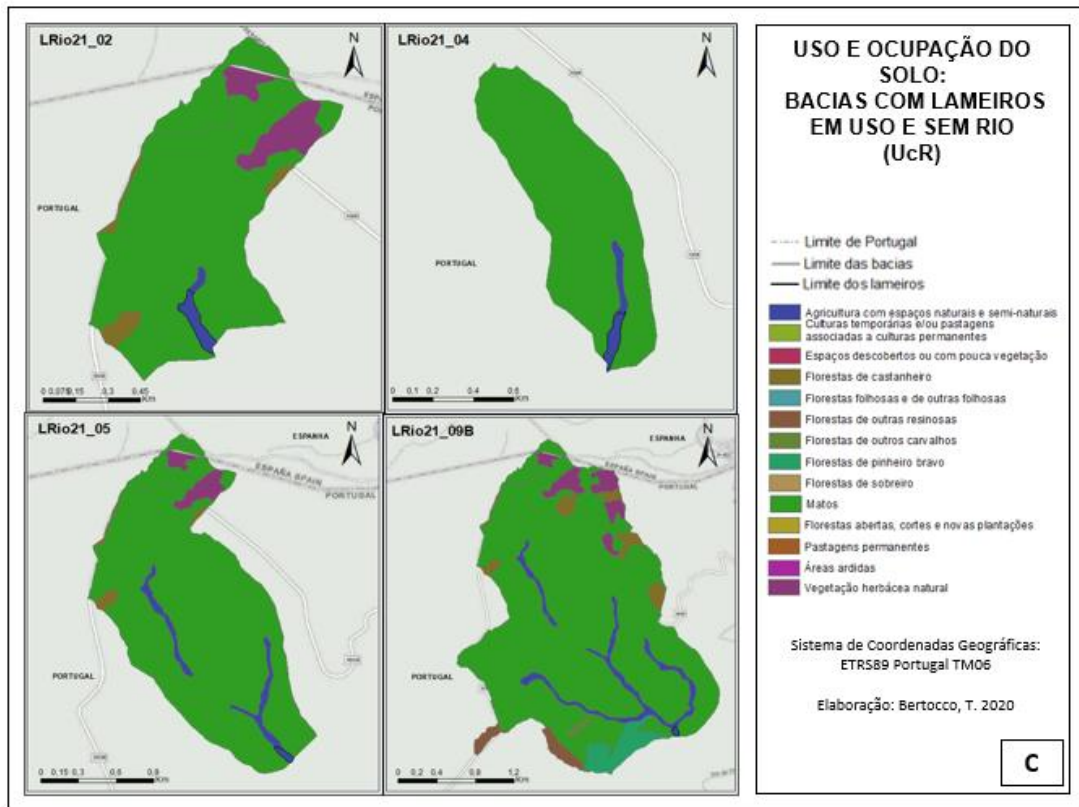 LRio21_02
N
ESPAÑ
PO
PORTUGAL
0 0.075 0.15 0.3 0.45
Km
LRio21_04
N
PORTUGAL
0 0.1 0.2 0.4 0.6
Km
LRio21_05
ESPANHA
N
ESPAÑA SPAIN
PORTUGAL
PORTUGAL
0 0.15 0.3 0.6 0.9
Km
LRio21_09B
ESPANHA
N
ESPAÑA SPAIN
PORTUGAL
PORTUGAL
0 0.2 0.4 0.8 1.2
Km
USO E OCUPAÇÃO DO
SOLO:
BACIAS COM LAMEIROS
EM USO E SEM RIO
(UcR)
Limite de Portugal
Limite das bacias
Limite dos lameiros
Agricultura com espaços naturais e semi-naturais
Culturas temporárias e/ou pastagens
associadas a culturas permanentes
Espaços descobertos ou com pouca vegetação
Florestas de castanheiro
Florestas folhosas e de outras folhosas
Florestas de outras resinosas
Florestas de outros carvalhos
Florestas de pinheiro bravo
Florestas de sobreiro
Matos
Florestas abertas, cortes e novas plantações
Pastagens permanentes
Áreas ardidas
Vegetação herbácea natural
Sistema de Coordenadas Geográficas:
ETRS89 Portugal TM06
Elaboração: Bertocco, T. 2020
C